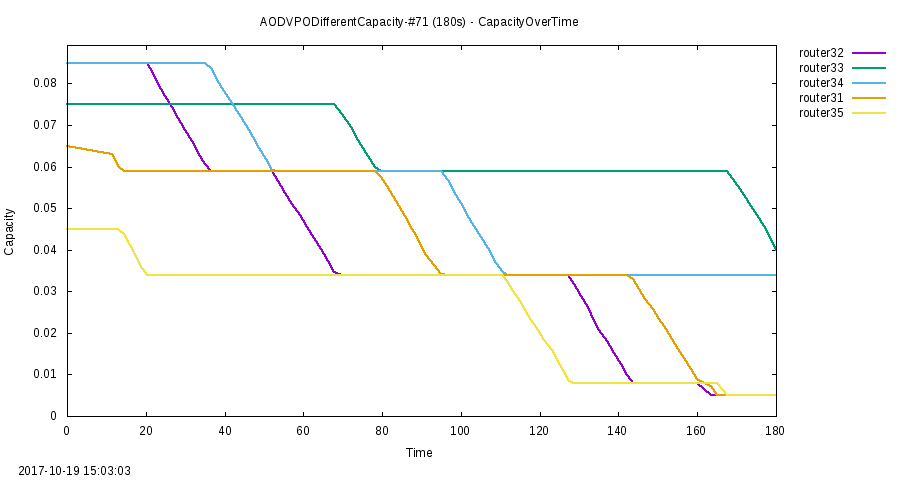 AODVPODifferentCapacity-#71 (180s) - CapacityOverTime
router32
router33
router34
router31
router35
0.08
0.07
0.06
0.05
0.04
0.03
0.02
0.01
0
Capacity
0 20 40 60 80 100 120 140 160 180
Time
2017-10-19 15:03:03